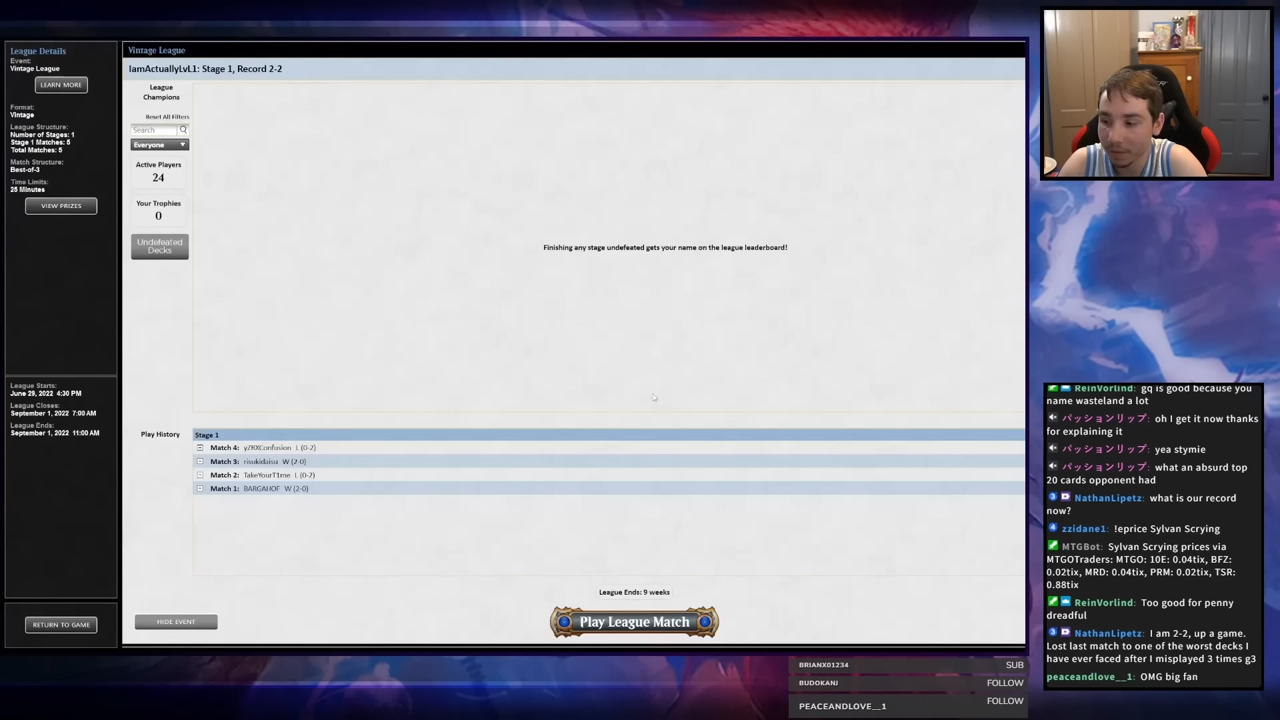 League Details
Event:
Vintage League
LEARN MORE
Format:
Vintage
League Structure:
Number of Stages: 1
Stage 1 Matches: 5
Total Matches: 5
Match Structure:
Best-of-3
Time Limits:
25 Minutes
VIEW PRIZES
League Starts:
June 29, 2022 4:30 PM
League Closes:
September 1, 2022 7:00 AM
League Ends:
September 1, 2022 11:00 AM
RETURN TO GAME
Vintage League
IamActuallyLvL1: Stage 1, Record 2-2
League
Champions
Reset All Filters
Search
Everyone
Active Players
24
Your Trophies
0
Undefeated
Decks
Finishing any stage undefeated gets your name on the league leaderboard!
Play History
Stage 1
Match 4: yZRXConfusion L (0-2)
Match 3: risukidaisu W (2-0)
Match 2: TakeYourT1me L (0-2)
Match 1: BARGAHOF W (2-0)
League Ends: 9 weeks
HIDE EVENT
Play League Match
ReinVorlind: gq is good because you
name wasteland a lot
パッションリップ: oh I get it now thanks
for explaining it
パッションリップ: yea stymie
パッションリップ: what an absurd top
20 cards opponent had
NathanLipetz: what is our record
now?
zzidane1: !eprice Sylvan Scrying
MTGBot: Sylvan Scrying prices via
MTGOTraders: MTGO: 10E: 0.04tix, BFZ:
0.02tix, MRD: 0.04tix, PRM: 0.02tix, TSR:
0.88tix
ReinVorlind: Too good for penny
dreadful
NathanLipetz: I am 2-2, up a game.
Lost last match to one of the worst decks I
have ever faced after I misplayed 3 times g3
peaceandlove__1: OMG big fan
BRIANX01234 SUB
BUDOKANJ FOLLOW
PEACEANDLOVE__1 FOLLOW